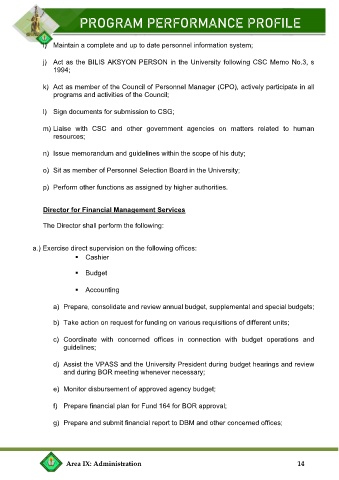 PROGRAM PERFORMANCE PROFILE
i) Maintain a complete and up to date personnel information system;
j) Act as the BILIS AKSYON PERSON in the University following CSC Memo No.3, s
1994;
k) Act as member of the Council of Personnel Manager (CPO), actively participate in all
programs and activities of the Council;
l) Sign documents for submission to CSG;
m) Liaise with CSC and other government agencies on matters related to human
resources;
n) Issue memorandum and guidelines within the scope of his duty;
o) Sit as member of Personnel Selection Board in the University;
p) Perform other functions as assigned by higher authorities.
Director for Financial Management Services
The Director shall perform the following:
a.) Exercise direct supervision on the following offices:
▪ Cashier
▪ Budget
▪ Accounting
a) Prepare, consolidate and review annual budget, supplemental and special budgets;
b) Take action on request for funding on various requisitions of different units;
c) Coordinate with concerned offices in connection with budget operations and
guidelines;
d) Assist the VPASS and the University President during budget hearings and review
and during BOR meeting whenever necessary;
e) Monitor disbursement of approved agency budget;
f) Prepare financial plan for Fund 164 for BOR approval;
g) Prepare and submit financial report to DBM and other concerned offices;
Area IX: Administration 14